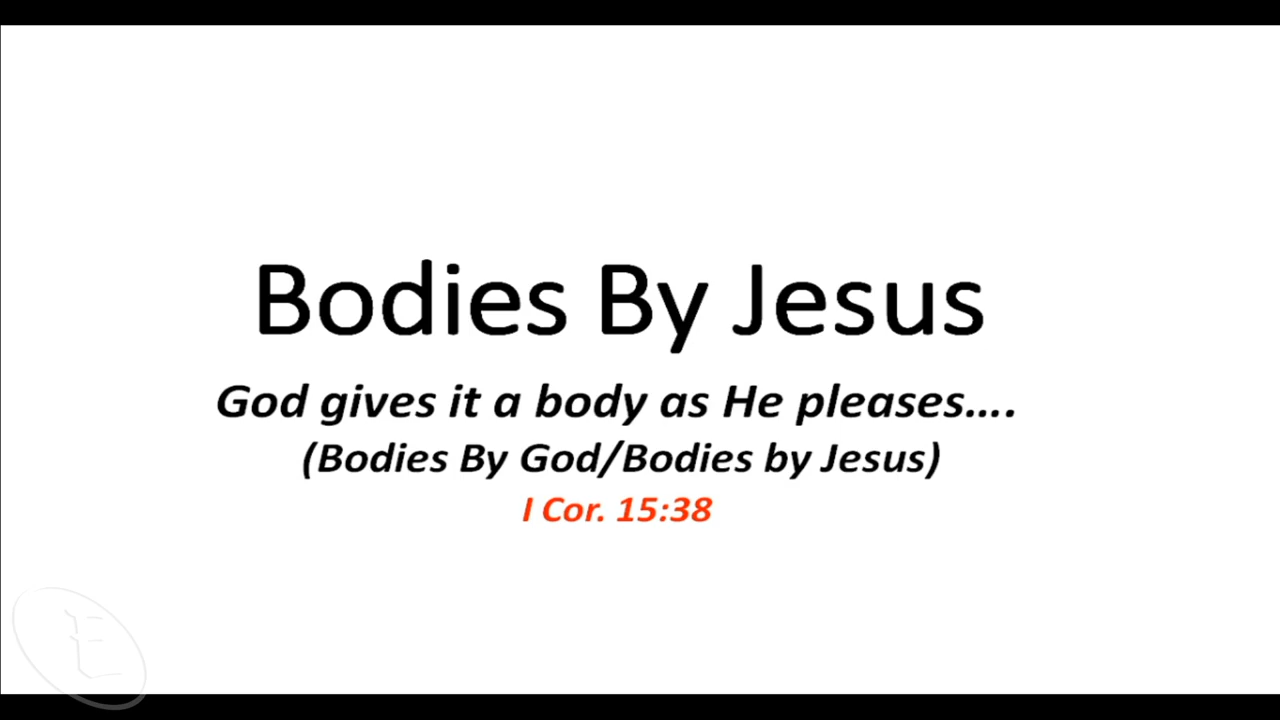 Bodies By Jesus
God gives it a body as He pleases....
(Bodies By God/Bodies by Jesus)
I Cor. 15:38